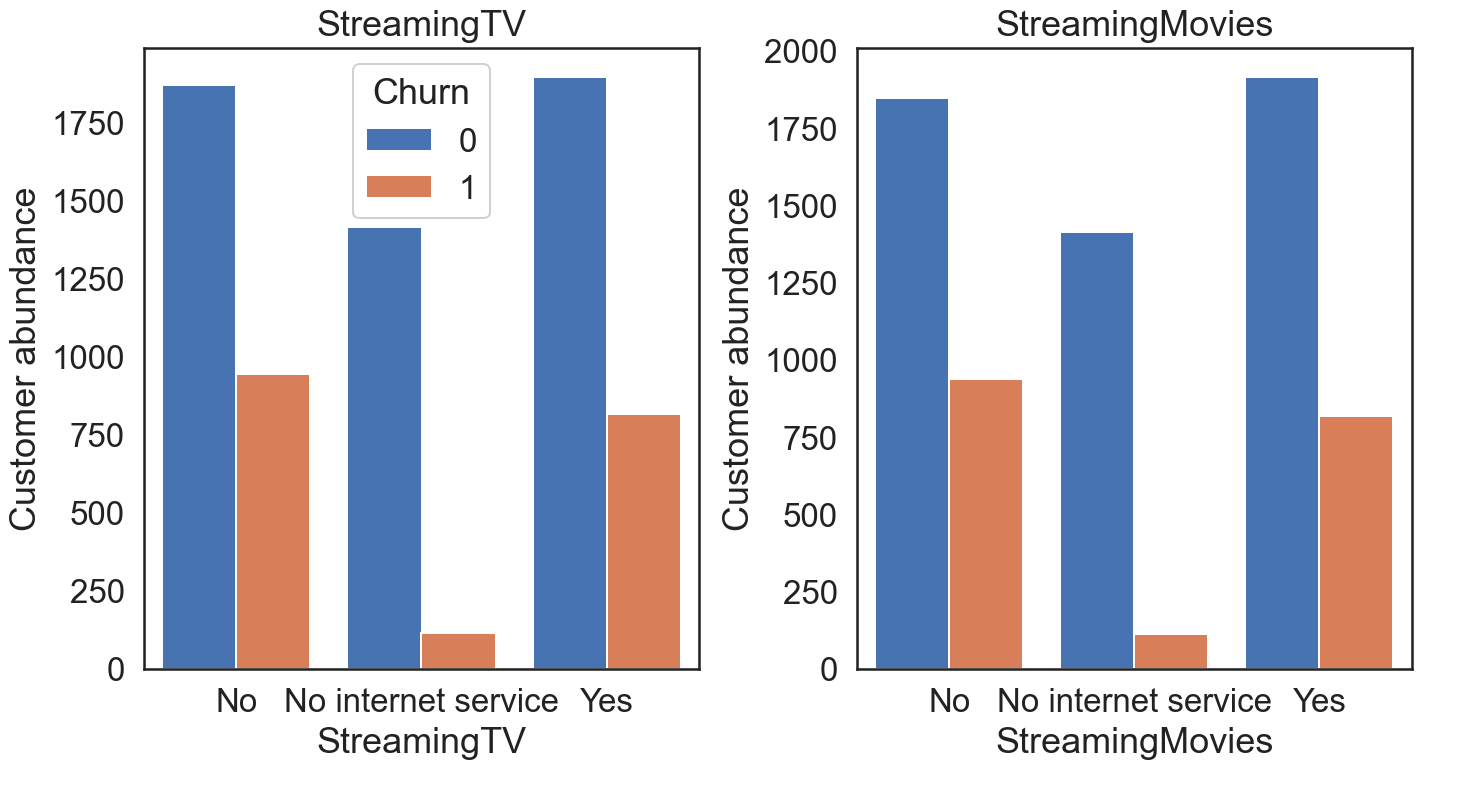 StreamingTV
Customer abundance
1750
1500
1250
1000
750
500
250
0
Churn
0
1
No No internet service Yes
StreamingTV
StreamingMovies
Customer abundance
2000
1750
1500
1250
1000
750
500
250
0
No No internet service Yes
StreamingMovies